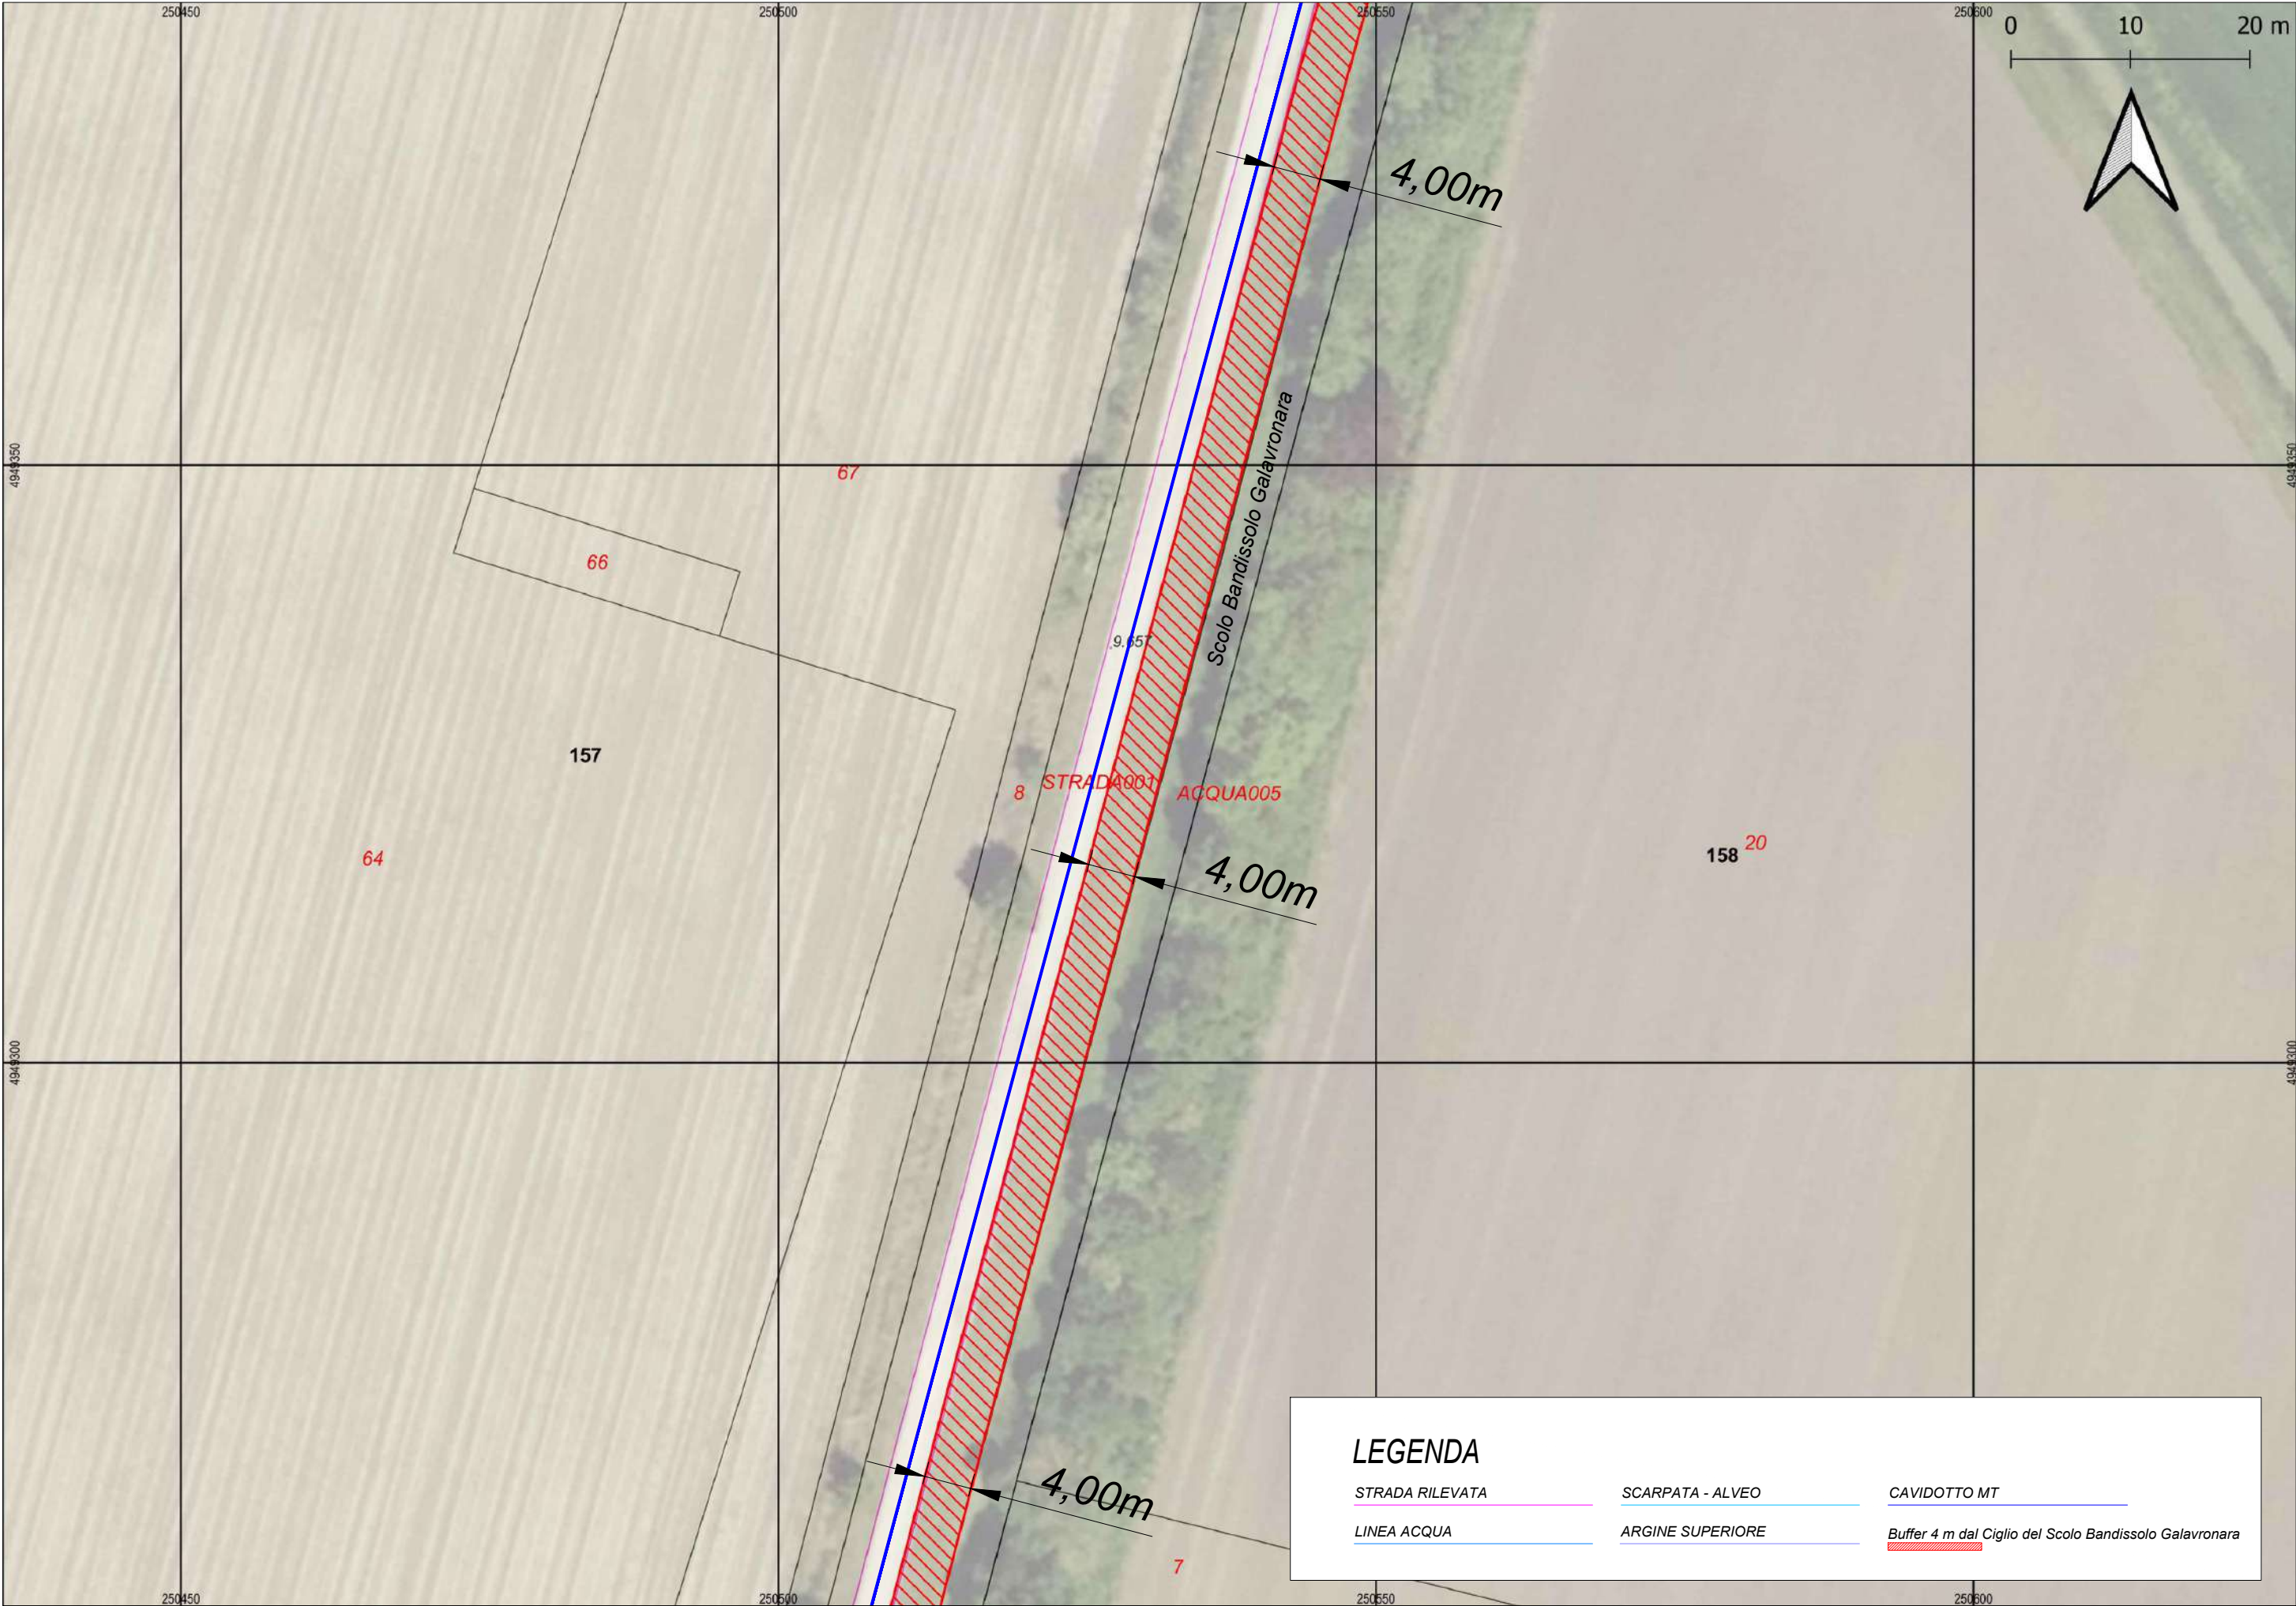 250450
250500
250550
250600
0 10 20 m
4,00m
4949350
4949350
67
Scolo Bandissolo Galavronara
66
9.657
157
STRADA001
8
ACQUA005
64
158
20
4,00m
4949300
4949300
4,00m
7
LEGENDA
STRADA RILEVATA
SCARPATA - ALVEO
CAVIDOTTO MT
LINEA ACQUA
ARGINE SUPERIORE
Buffer 4 m dal Ciglio del Scolo Bandissolo Galavronara
250450
250500
250550
250600